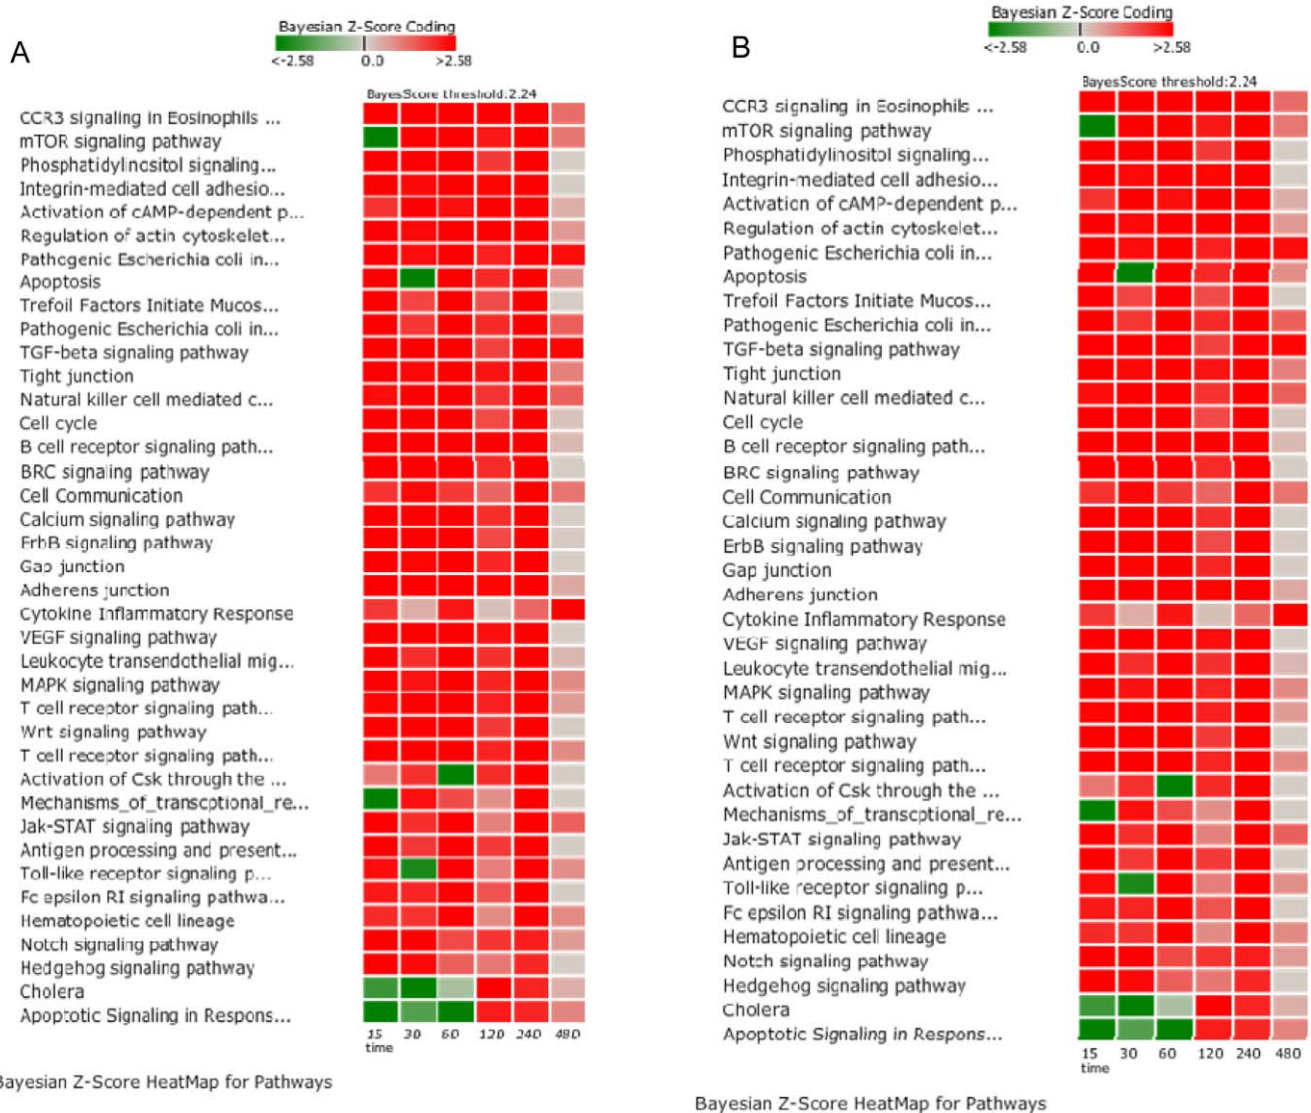 A
Bayesian Z-Score Coding
<-2.58 0.0 >2.58
BayesScore threshold:2.24
CCR3 signaling in Eosinophils ...
mTOR signaling pathway
Phosphatidylinositol signaling...
Integrin-mediated cell adhesio...
Activation of cAMP-dependent p...
Regulation of actin cytoskelet...
Pathogenic Escherichia coli in...
Apoptosis
Trefoil Factors Initiate Mucos...
Pathogenic Escherichia coli in...
TGF-beta signaling pathway
Tight junction
Natural killer cell mediated c...
Cell cycle
B cell receptor signaling path...
BRC signaling pathway
Cell Communication
Calcium signaling pathway
ErbB signaling pathway
Gap junction
Adherens junction
Cytokine Inflammatory Response
VEGF signaling pathway
Leukocyte transendothelial mig...
MAPK signaling pathway
T cell receptor signaling path...
Wnt signaling pathway
T cell receptor signaling path...
Activation of Csk through the ...
Mechanisms_of_transcptional_re...
Jak-STAT signaling pathway
Antigen processing and present...
Toll-like receptor signaling p...
Fc epsilon RI signaling pathwa...
Hematopoietic cell lineage
Notch signaling pathway
Hedgehog signaling pathway
Cholera
Apoptotic Signaling in Respons...
15 30 60 120 240 480
time
Bayesian Z-Score HeatMap for Pathways
B
Bayesian Z-Score Coding
<-2.58 0.0 >2.58
BayesScore threshold:2.24
CCR3 signaling in Eosinophils ...
mTOR signaling pathway
Phosphatidylinositol signaling...
Integrin-mediated cell adhesio...
Activation of cAMP-dependent p...
Regulation of actin cytoskelet...
Pathogenic Escherichia coli in...
Apoptosis
Trefoil Factors Initiate Mucos...
Pathogenic Escherichia coli in...
TGF-beta signaling pathway
Tight junction
Natural killer cell mediated c...
Cell cycle
B cell receptor signaling path...
BRC signaling pathway
Cell Communication
Calcium signaling pathway
ErbB signaling pathway
Gap junction
Adherens junction
Cytokine Inflammatory Response
VEGF signaling pathway
Leukocyte transendothelial mig...
MAPK signaling pathway
T cell receptor signaling path...
Wnt signaling pathway
T cell receptor signaling path...
Activation of Csk through the ...
Mechanisms_of_transcptional_re...
Jak-STAT signaling pathway
Antigen processing and present...
Toll-like receptor signaling p...
Fc epsilon RI signaling pathwa...
Hematopoietic cell lineage
Notch signaling pathway
Hedgehog signaling pathway
Cholera
Apoptotic Signaling in Respons...
15 30 60 120 240 480
time
Bayesian Z-Score HeatMap for Pathways